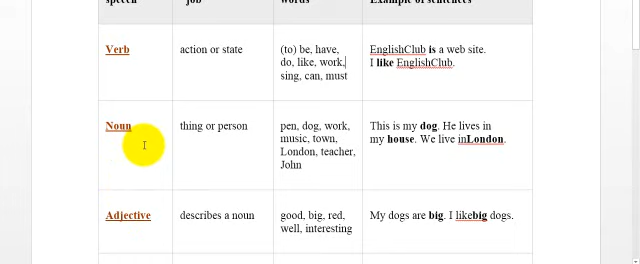 speech "job" words Example of sentences
Verb action or state (to) be, have, EnglishClub is a web site.
do, like, work, I like EnglishClub.
sing, can, must
Noun thing or person pen, dog, work, This is my dog. He lives in
music, town, my house. We live inLondon.
London, teacher,
John
Adjective describes a noun good, big, red, My dogs are big. I likebig dogs.
well, interesting